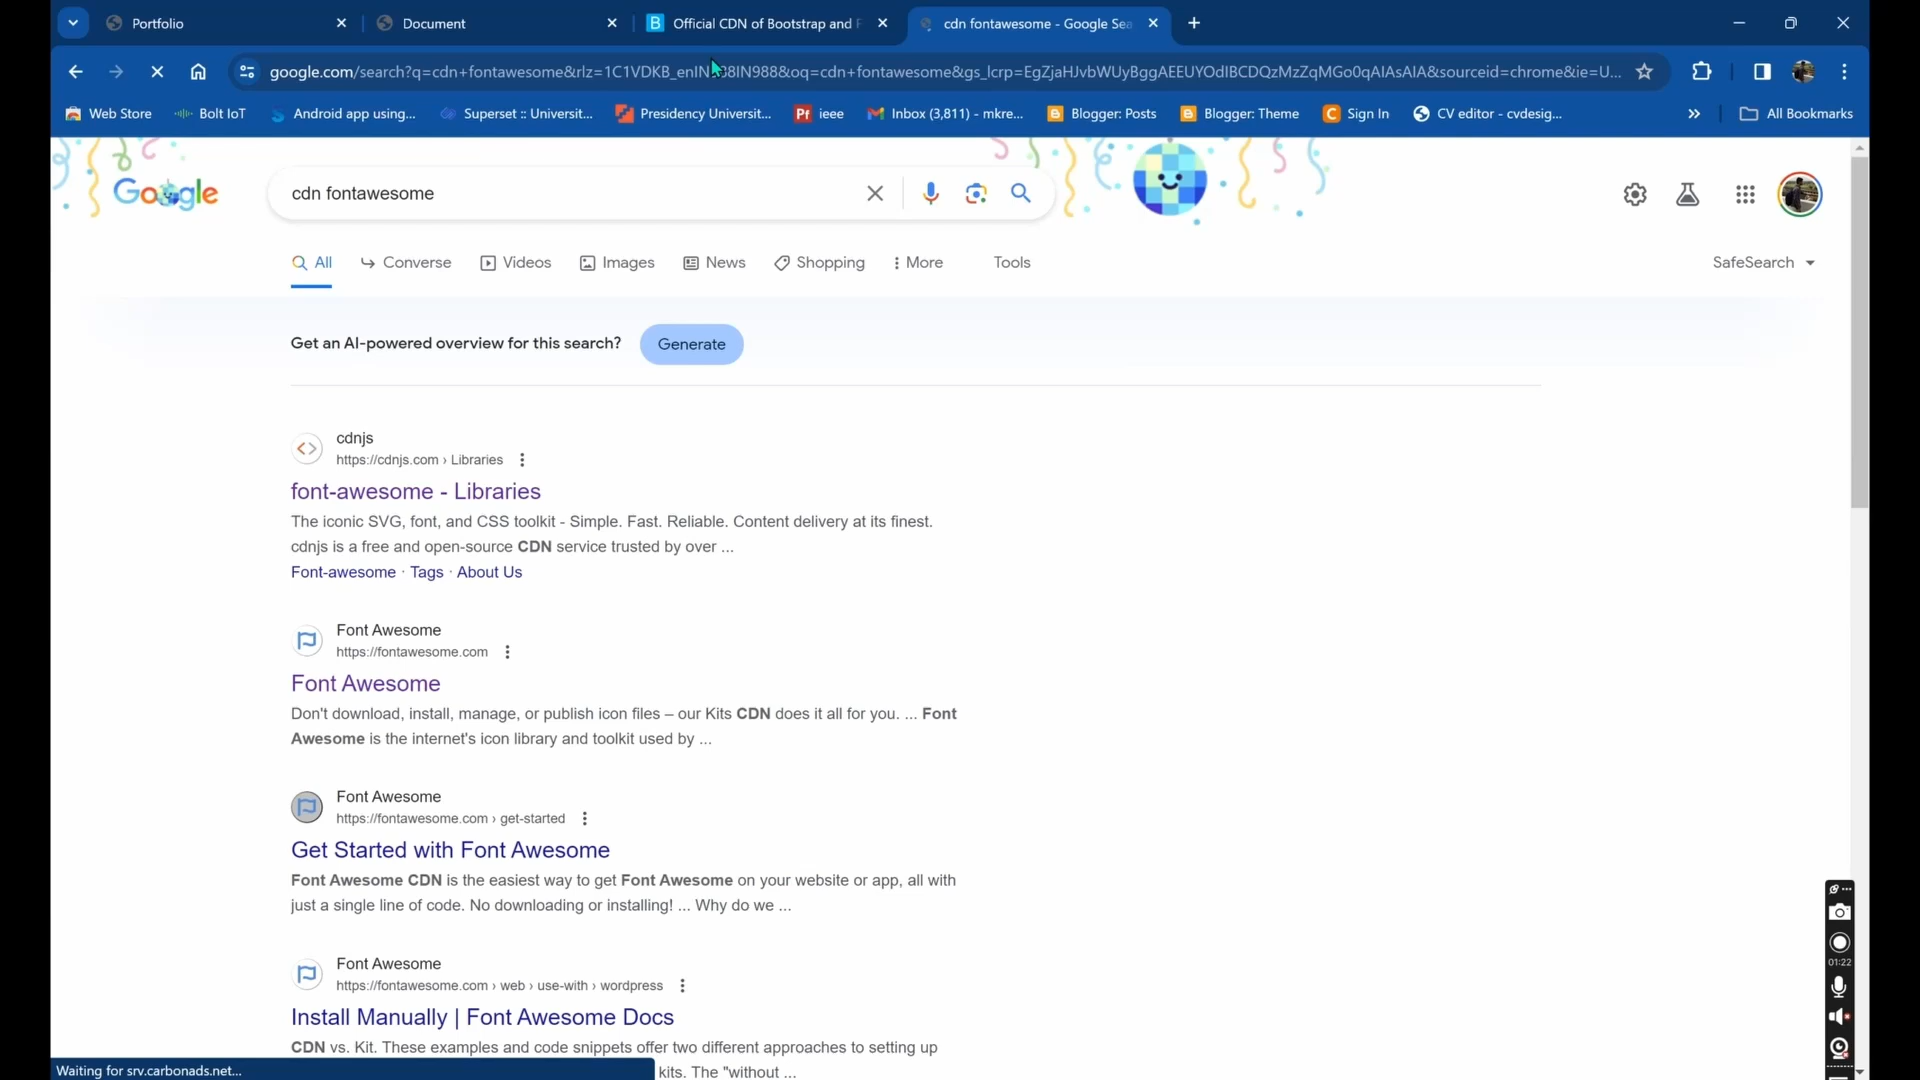 Portfolio
Document
Official CDN of Bootstrap and F
cdn fontawesome - Google Sea
google.com/search?q=cdn+fontawesome&rlz=1C1VDKB_enIN 88IN988&oq=cdn+fontawesome&gs_lcrp=EgZjaHJvbWUyBggAEEUYOdIBCDQzMzZqMGo0qAIAsAIA&sourceid=chrome&ie=U...
Web Store
Bolt IoT
Android app using...
Superset :: Universit...
Presidency Universit...
Pf ieee
Inbox (3,811) - mkre...
Blogger: Posts
Blogger: Theme
Sign In
CV editor - cvdesig...
All Bookmarks
Google
cdn fontawesome
All
Converse
Videos
Images
News
Shopping
More
Tools
SafeSearch
Get an AI-powered overview for this search?
Generate
cdnjs
https://cdnjs.com › Libraries
font-awesome - Libraries
The iconic SVG, font, and CSS toolkit - Simple. Fast. Reliable. Content delivery at its finest.
cdnjs is a free and open-source CDN service trusted by over ...
Font-awesome · Tags · About Us
Font Awesome
https://fontawesome.com
Font Awesome
Don't download, install, manage, or publish icon files – our Kits CDN does it all for you. ... Font
Awesome is the internet's icon library and toolkit used by ...
Font Awesome
https://fontawesome.com › get-started
Get Started with Font Awesome
Font Awesome CDN is the easiest way to get Font Awesome on your website or app, all with
just a single line of code. No downloading or installing! ... Why do we ...
Font Awesome
https://fontawesome.com › web › use-with › wordpress
Install Manually | Font Awesome Docs
CDN vs. Kit. These examples and code snippets offer two different approaches to setting up
kits. The "without ...
01:22
Waiting for srv.carbonads.net...